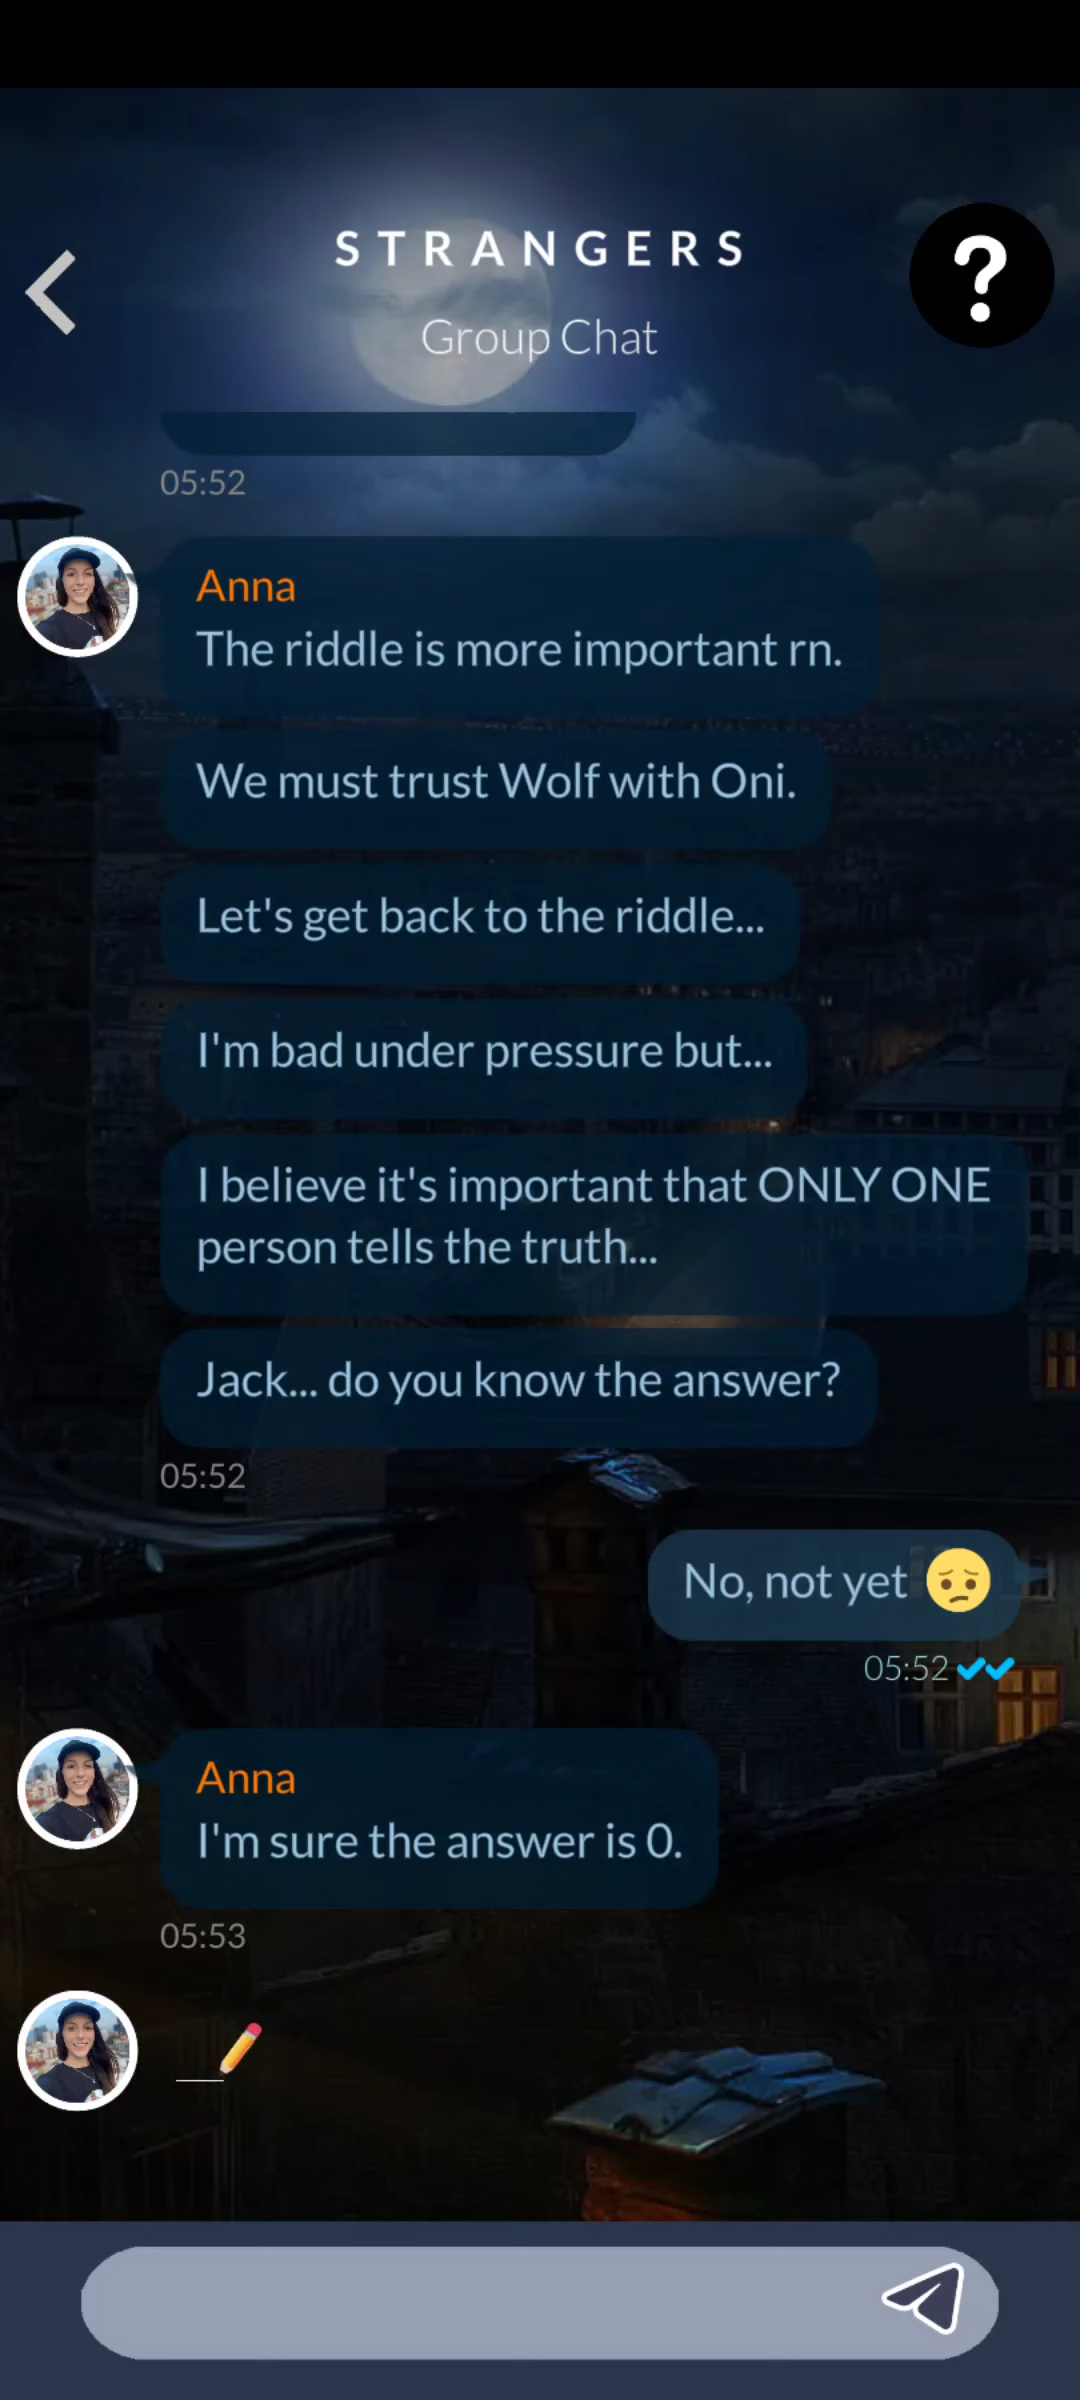 STRANGERS
Group Chat
05:52
Anna
The riddle is more important rn.
We must trust Wolf with Oni.
Let's get back to the riddle...
I'm bad under pressure but...
I believe it's important that ONLY ONE
person tells the truth...
Jack... do you know the answer?
05:52
No, not yet 😟
05:52
Anna
I'm sure the answer is 0.
05:53